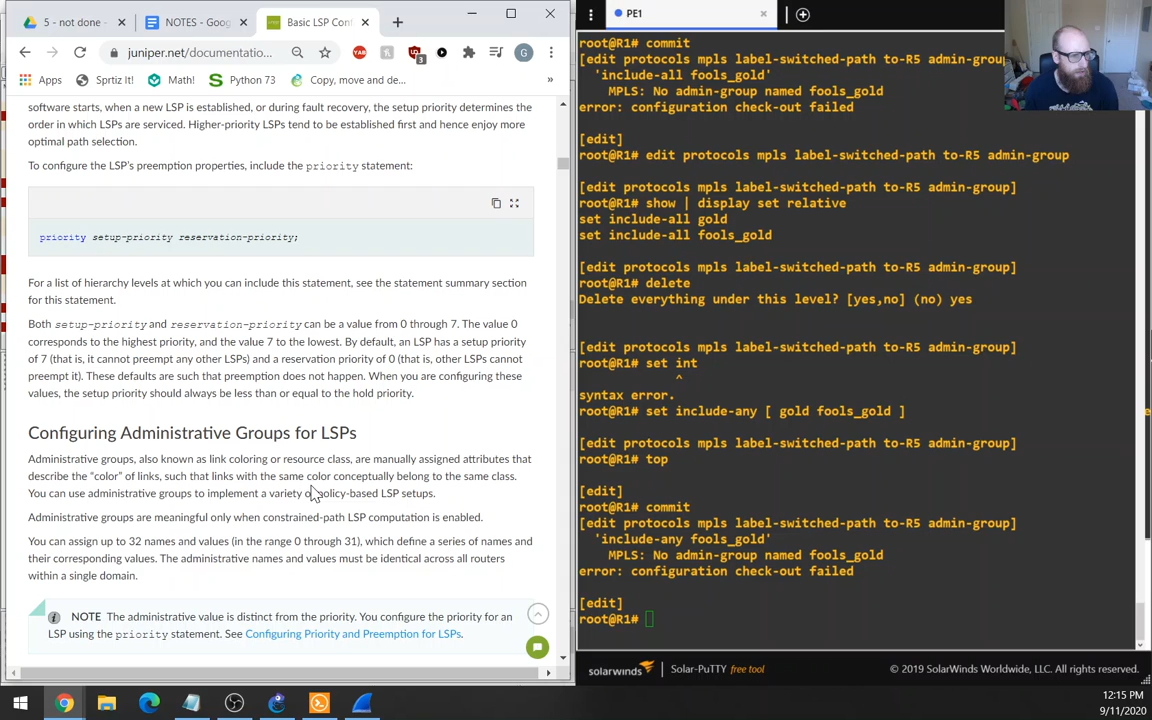 5 - not done -
NOTES - Goog
Basic LSP Con
juniper.net/documentatio...
G
Apps
Sprtiz It!
Math!
Python 73
Copy, move and de...
»
software starts, when a new LSP is established, or during fault recovery, the setup priority determines the
order in which LSPs are serviced. Higher-priority LSPs tend to be established first and hence enjoy more
optimal path selection.
To configure the LSP's preemption properties, include the priority statement:
priority setup-priority reservation-priority;
For a list of hierarchy levels at which you can include this statement, see the statement summary section
for this statement.
Both setup-priority and reservation-priority can be a value from 0 through 7. The value 0
corresponds to the highest priority, and the value 7 to the lowest. By default, an LSP has a setup priority
of 7 (that is, it cannot preempt any other LSPs) and a reservation priority of 0 (that is, other LSPs cannot
preempt it). These defaults are such that preemption does not happen. When you are configuring these
values, the setup priority should always be less than or equal to the hold priority.
Configuring Administrative Groups for LSPs
Administrative groups, also known as link coloring or resource class, are manually assigned attributes that
describe the “color” of links, such that links with the same color conceptually belong to the same class.
You can use administrative groups to implement a variety of policy-based LSP setups.
Administrative groups are meaningful only when constrained-path LSP computation is enabled.
You can assign up to 32 names and values (in the range 0 through 31), which define a series of names and
their corresponding values. The administrative names and values must be identical across all routers
within a single domain.
NOTE The administrative value is distinct from the priority. You configure the priority for an
LSP using the priority statement. See Configuring Priority and Preemption for LSPs.
PE1
root@R1# commit
[edit protocols mpls label-switched-path to-R5 admin-group
'include-all fools_gold'
MPLS: No admin-group named fools_gold
error: configuration check-out failed
[edit]
root@R1# edit protocols mpls label-switched-path to-R5 admin-group
[edit protocols mpls label-switched-path to-R5 admin-group]
root@R1# show | display set relative
set include-all gold
set include-all fools_gold
[edit protocols mpls label-switched-path to-R5 admin-group]
root@R1# delete
Delete everything under this level? [yes,no] (no) yes
[edit protocols mpls label-switched-path to-R5 admin-group]
root@R1# set int
^
syntax error.
root@R1# set include-any [ gold fools_gold ]
[edit protocols mpls label-switched-path to-R5 admin-group]
root@R1# top
[edit]
root@R1# commit
[edit protocols mpls label-switched-path to-R5 admin-group]
'include-any fools_gold'
MPLS: No admin-group named fools_gold
error: configuration check-out failed
[edit]
root@R1#
solarwinds
Solar-PuTTY free tool
© 2019 SolarWinds Worldwide, LLC. All rights reserved.
12:15 PM
9/11/2020